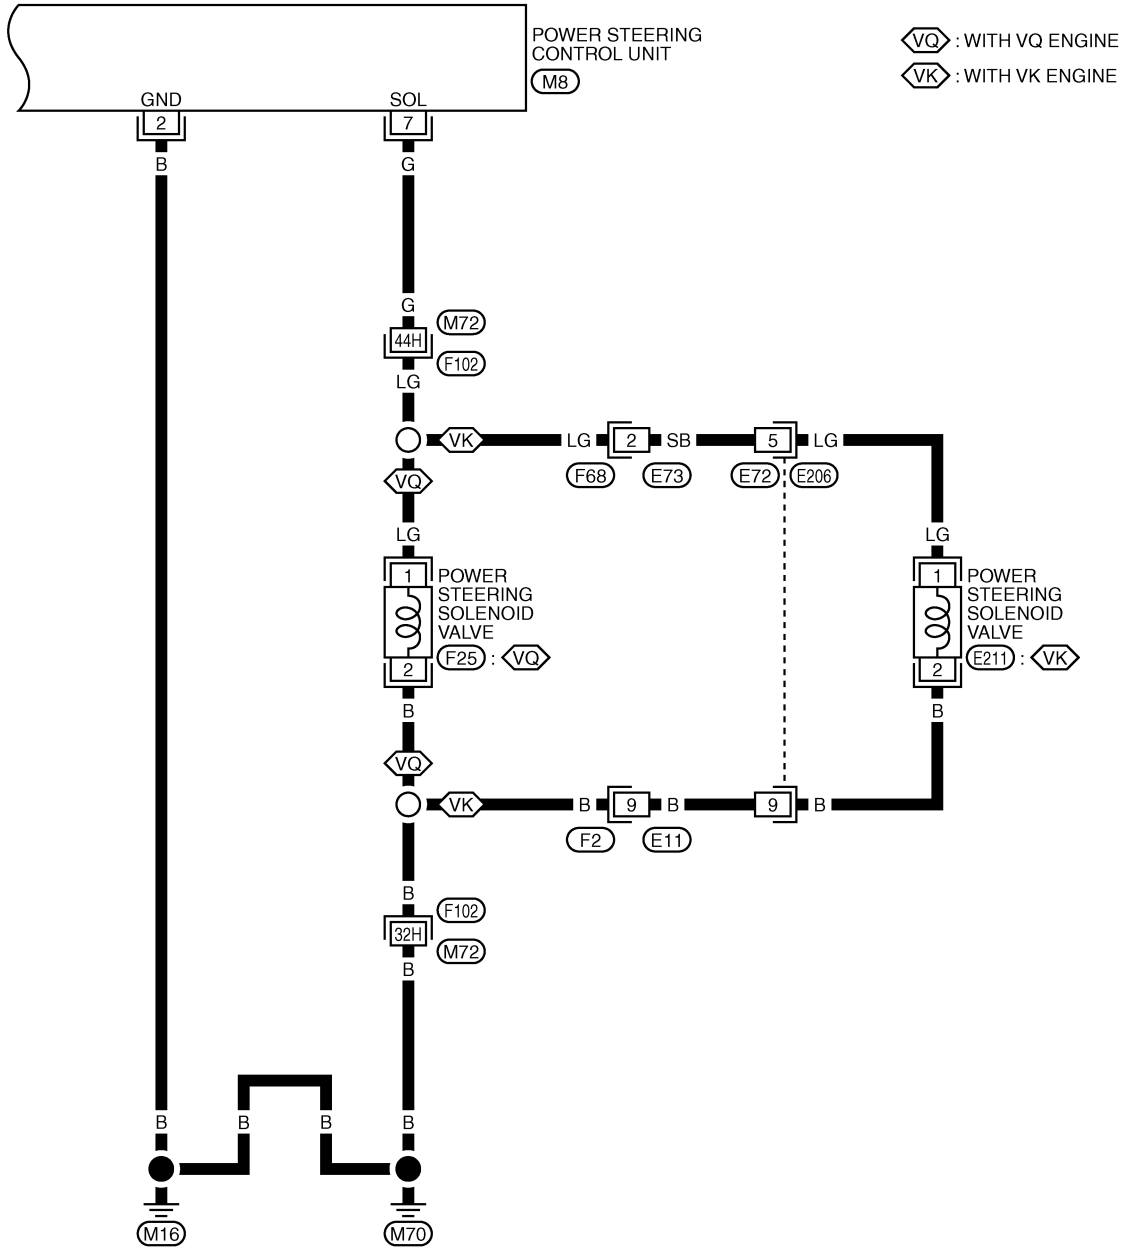 POWER STEERING
CONTROL UNIT
M8
VQ : WITH VQ ENGINE
VK : WITH VK ENGINE
GND
SOL
2
7
B
G
G
M72
44H
F102
LG
VK
LG
2
SB
5
LG
F68
E73
E72
E206
VQ
LG
LG
1
POWER
STEERING
SOLENOID
VALVE
F25 : VQ
2
1
POWER
STEERING
SOLENOID
VALVE
E211 : VK
2
B
B
VQ
VK
B
9
B
9
B
F2
E11
B
F102
32H
M72
B
B
B
B
B
M16
M70